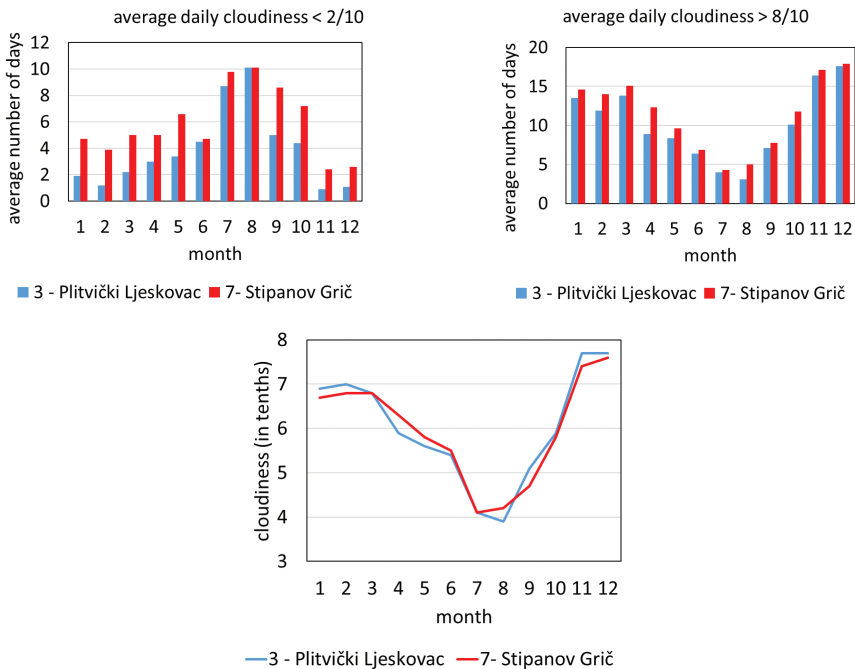 average daily cloudiness < 2/10
average number of days
12
10
8
6
4
2
0
1 2 3 4 5 6 7 8 9 10 11 12
month
3 - Plitvički Ljeskovac 7- Stipanov Grič
average daily cloudiness > 8/10
average number of days
20
15
10
5
0
1 2 3 4 5 6 7 8 9 10 11 12
month
3 - Plitvički Ljeskovac 7- Stipanov Grič
cloudiness (in tenths)
8
7
6
5
4
3
1 2 3 4 5 6 7 8 9 10 11 12
month
3 - Plitvički Ljeskovac 7- Stipanov Grič